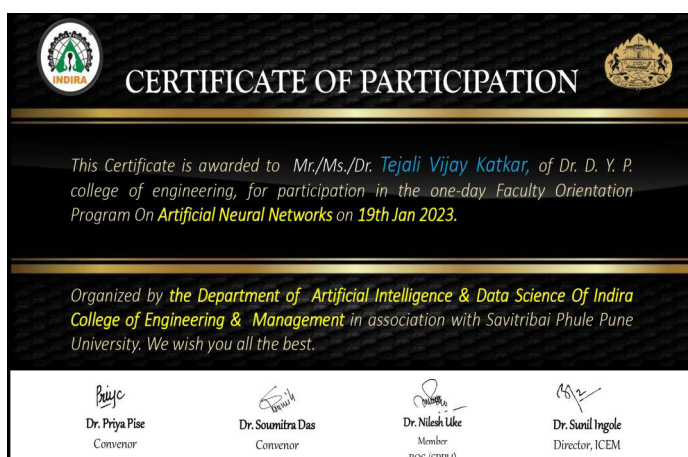 INDIRA
CERTIFICATE OF PARTICIPATION
This Certificate is awarded to Mr./Ms./Dr. Tejali Vijay Katkar, of Dr. D. Y. P.
college of engineering, for participation in the one-day Faculty Orientation
Program On Artificial Neural Networks on 19th Jan 2023.
Organized by the Department of Artificial Intelligence & Data Science Of Indira
College of Engineering & Management in association with Savitribai Phule Pune
University. We wish you all the best.
Dr. Priya Pise
Convenor
Dr. Soumitra Das
Convenor
Dr. Nilesh Uke
Member
Dr. Sunil Ingole
Director, ICEM